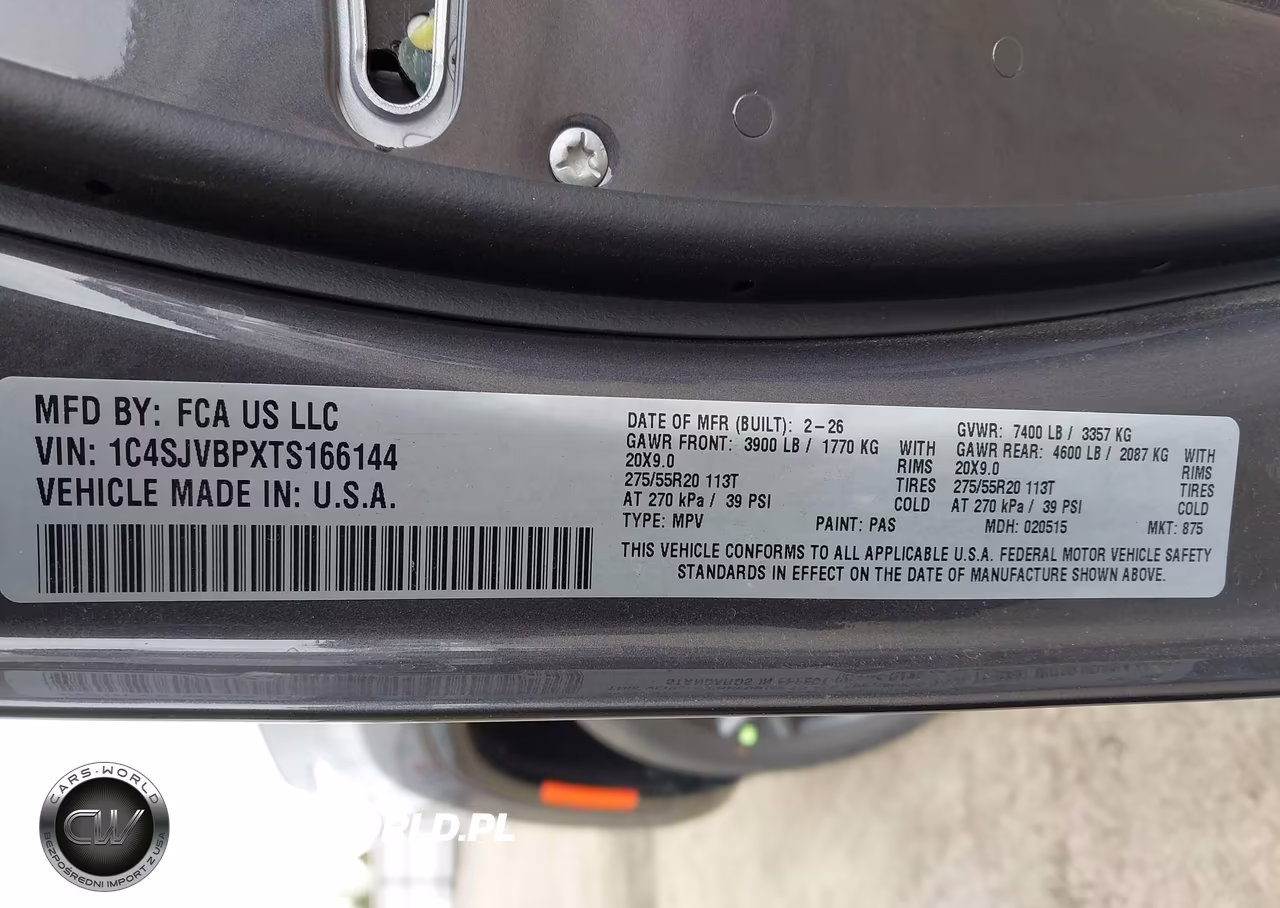 MFD BY: FCA US LLC
VIN: 1C4SJVBPXTS166144
VEHICLE MADE IN: U.S.A.
DATE OF MFR (BUILT): 2-26
GAWR FRONT: 3900 LB / 1770 KG WITH
20X9.0 RIMS
275/55R20 113T TIRES
AT 270 kPa / 39 PSI COLD
GVWR: 7400 LB / 3357 KG
GAWR REAR: 4600 LB / 2087 KG WITH
20X9.0 RIMS
275/55R20 113T TIRES
AT 270 kPa / 39 PSI COLD
TYPE: MPV PAINT: PAS MDH: 020515 MKT: 875
THIS VEHICLE CONFORMS TO ALL APPLICABLE U.S.A. FEDERAL MOTOR VEHICLE SAFETY
STANDARDS IN EFFECT ON THE DATE OF MANUFACTURE SHOWN ABOVE.
CARS-WORLD
CW
BEZPOŚREDNI IMPORT Z USA
RLD.PL